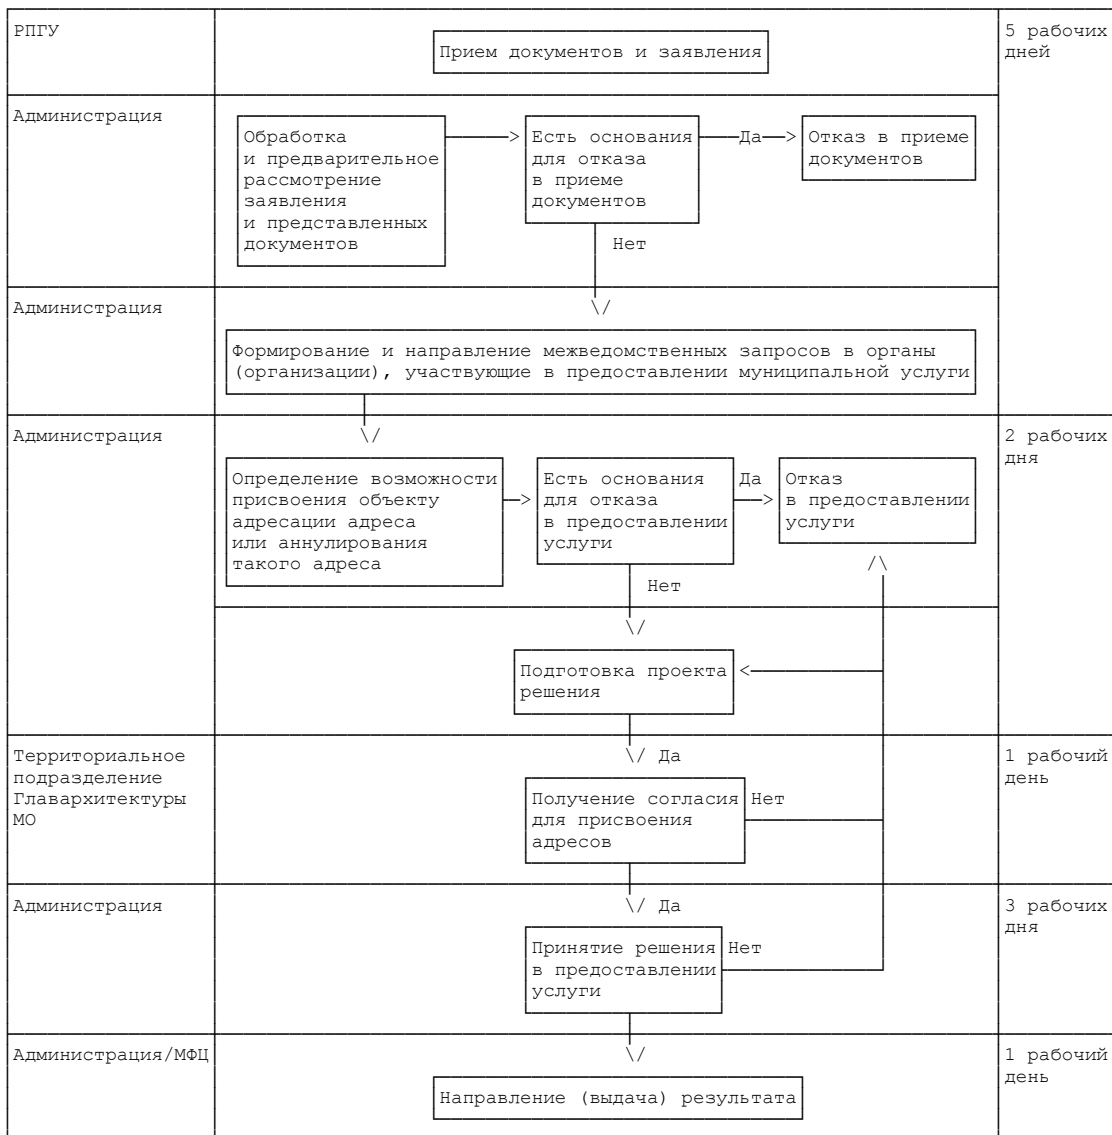 РПГУ
Прием документов и заявления
5 рабочих
дней
Администрация
Обработка
и предварительное
рассмотрение
заявления
и представленных
документов
Есть основания
для отказа
в приеме
документов
Да
Отказ в приеме
документов
Нет
Администрация
Формирование и направление межведомственных запросов в органы
(организации), участвующие в предоставлении муниципальной услуги
Администрация
2 рабочих
дня
Определение возможности
присвоения объекту
адресации адреса
или аннулирования
такого адреса
Есть основания
для отказа
в предоставлении
услуги
Да
Отказ
в предоставлении
услуги
Нет
Подготовка проекта
решения
Территориальное
подразделение
Главархитектуры
МО
Да
1 рабочий
день
Получение согласия
для присвоения
адресов
Нет
Администрация
Да
3 рабочих
дня
Принятие решения
в предоставлении
услуги
Нет
Администрация/МФЦ
1 рабочий
день
Направление (выдача) результата